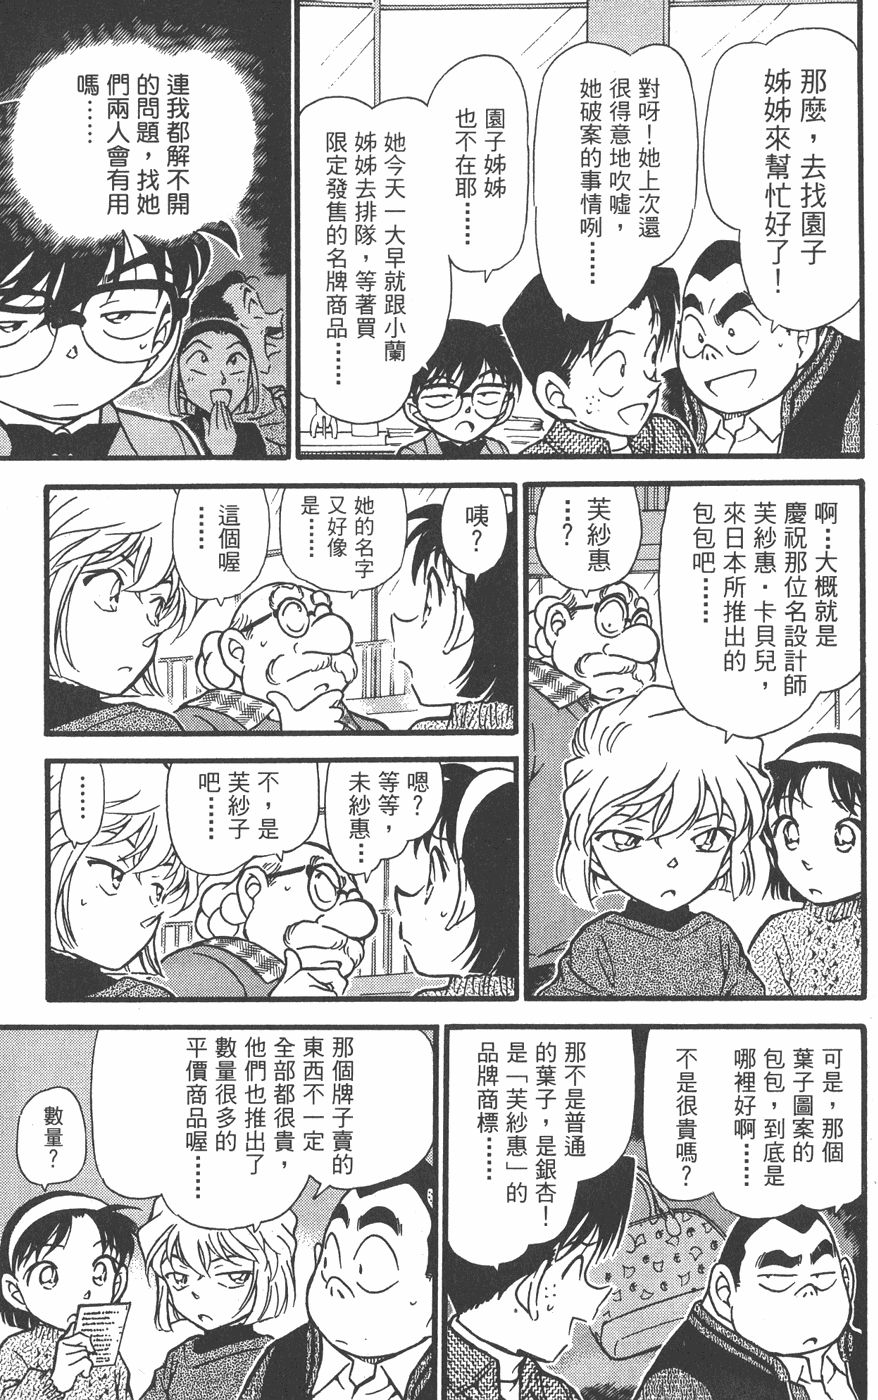 那麼，去找園子
姊姊來幫忙好了！
對呀！她上次還
很得意地吹噓，
她破案的事情咧……
園子姊姊
也不在耶……
她今天一大早就跟小蘭
姊姊去排隊，等著買
限定發售的名牌商品……
連我都解不開
的問題，找她
們兩人會有用
嗎……
啊…大概就是
慶祝那位名設計師
芙紗惠·卡貝兒，
來日本所推出的
包包吧……
芙紗惠
…？
咦？
她的名字
又好像
是……
這個喔
……
嗯？
等等，
未紗惠…
不，是
芙紗子
吧……
……
可是，那個
葉子圖案的
包包，到底是
哪裡好啊……
不是很貴嗎？
那不是普通
的葉子，是銀杏！
是「芙紗惠」的
品牌商標……
那個牌子賣的
東西不一定
全部都很貴，
他們也推出了
數量很多的
平價商品喔……
數量？